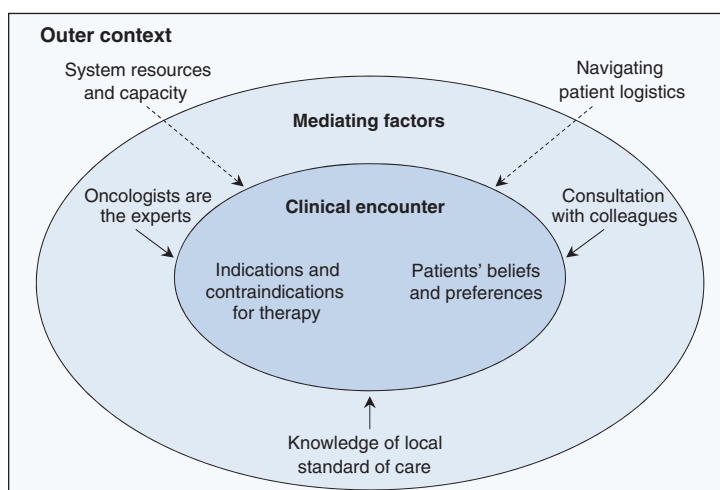 Outer context
System resources
and capacity
Navigating
patient logistics
Mediating factors
Oncologists are
the experts
Consultation
with colleagues
Clinical encounter
Indications and
contraindications
for therapy
Patients’ beliefs
and preferences
Knowledge of local
standard of care